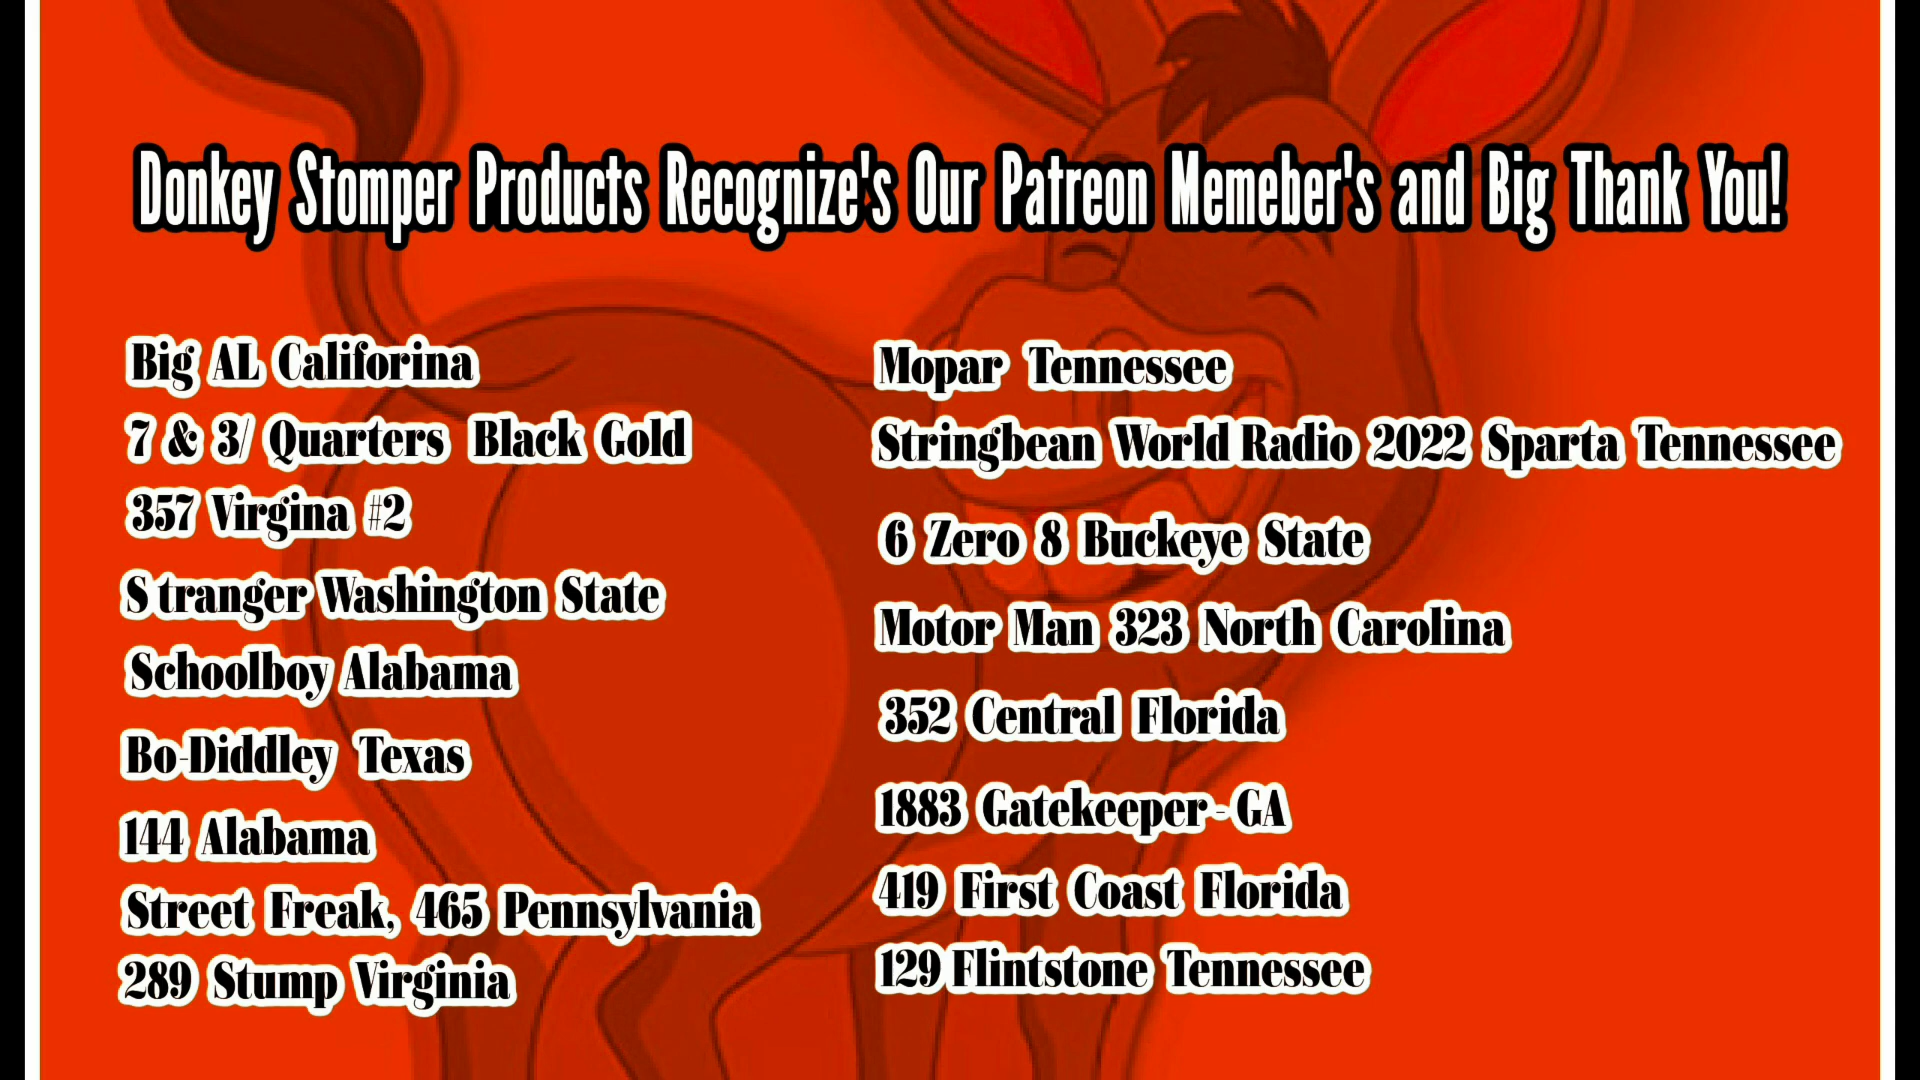 Donkey Stomper Products Recognize's Our Patreon Memeber's and Big Thank You!
Big AL Califorina
7 & 3/ Quarters Black Gold
357 Virgina #2
S tranger Washington State
Schoolboy Alabama
Bo-Diddley Texas
144 Alabama
Street Freak, 465 Pennsylvania
289 Stump Virginia
Mopar Tennessee
Stringbean World Radio 2022 Sparta Tennessee
6 Zero 8 Buckeye State
Motor Man 323 North Carolina
352 Central Florida
1883 Gatekeeper- GA
419 First Coast Florida
129 Flintstone Tennessee